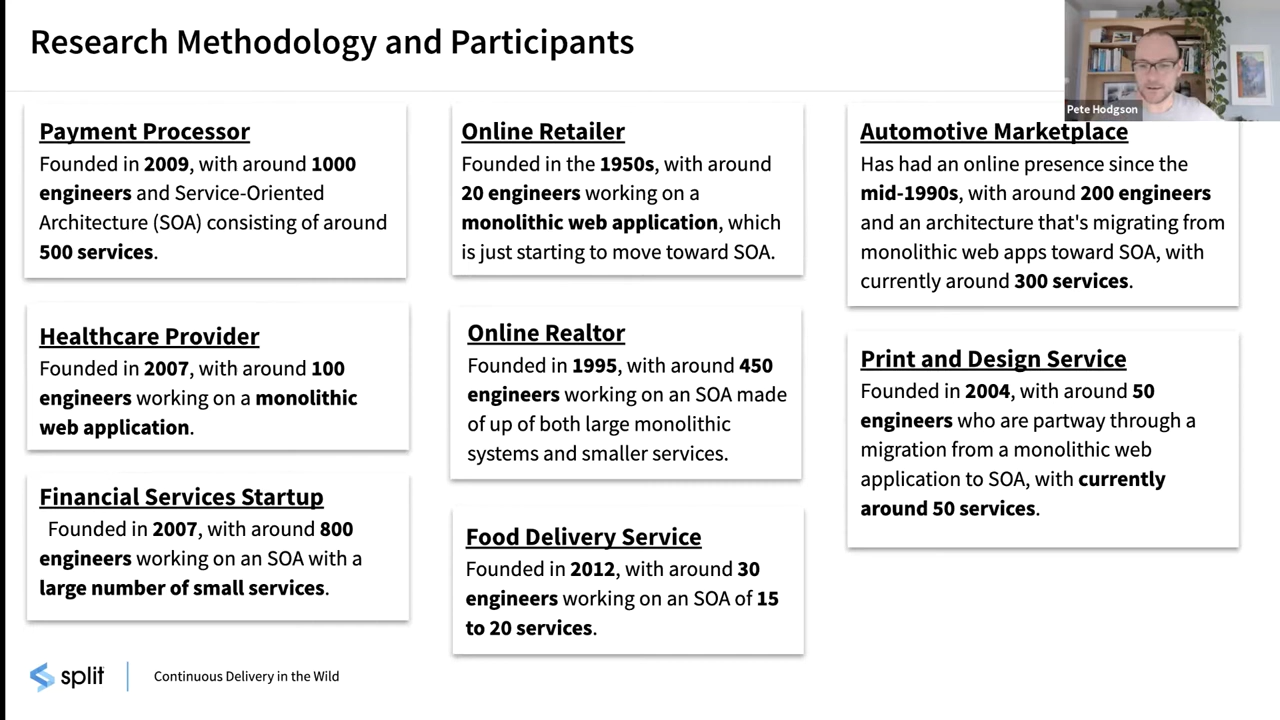 Research Methodology and Participants
Pete Hodgson
Payment Processor
Founded in 2009, with around 1000
engineers and Service-Oriented
Architecture (SOA) consisting of around
500 services.
Healthcare Provider
Founded in 2007, with around 100
engineers working on a monolithic
web application.
Financial Services Startup
Founded in 2007, with around 800
engineers working on an SOA with a
large number of small services.
Online Retailer
Founded in the 1950s, with around
20 engineers working on a
monolithic web application, which
is just starting to move toward SOA.
Online Realtor
Founded in 1995, with around 450
engineers working on an SOA made
of up of both large monolithic
systems and smaller services.
Food Delivery Service
Founded in 2012, with around 30
engineers working on an SOA of 15
to 20 services.
Automotive Marketplace
Has had an online presence since the
mid-1990s, with around 200 engineers
and an architecture that's migrating from
monolithic web apps toward SOA, with
currently around 300 services.
Print and Design Service
Founded in 2004, with around 50
engineers who are partway through a
migration from a monolithic web
application to SOA, with currently
around 50 services.
split
Continuous Delivery in the Wild